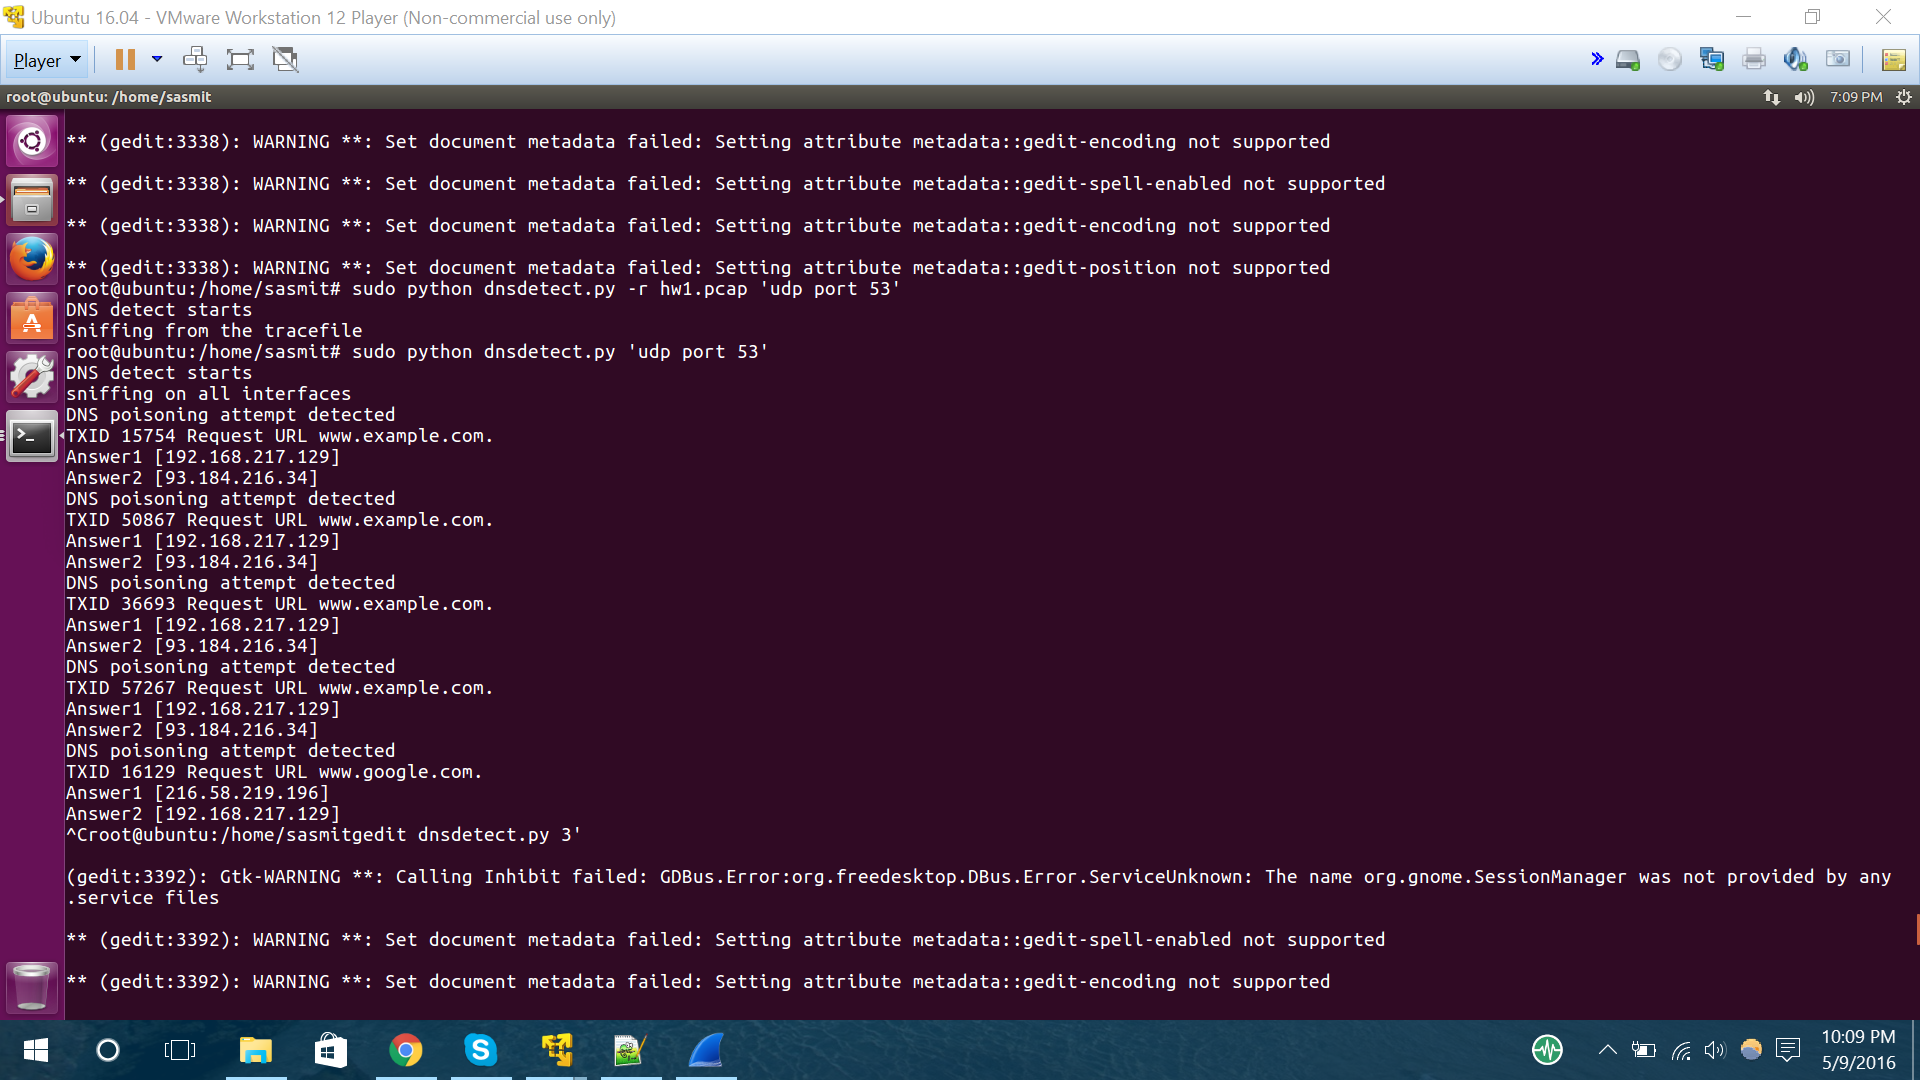 Ubuntu 16.04 - VMware Workstation 12 Player (Non-commercial use only)
Player
root@ubuntu: /home/sasmit
7:09 PM
** (gedit:3338): WARNING **: Set document metadata failed: Setting attribute metadata::gedit-encoding not supported
** (gedit:3338): WARNING **: Set document metadata failed: Setting attribute metadata::gedit-spell-enabled not supported
** (gedit:3338): WARNING **: Set document metadata failed: Setting attribute metadata::gedit-encoding not supported
** (gedit:3338): WARNING **: Set document metadata failed: Setting attribute metadata::gedit-position not supported
root@ubuntu:/home/sasmit# sudo python dnsdetect.py -r hw1.pcap 'udp port 53'
DNS detect starts
Sniffing from the tracefile
root@ubuntu:/home/sasmit# sudo python dnsdetect.py 'udp port 53'
DNS detect starts
sniffing on all interfaces
DNS poisoning attempt detected
TXID 15754 Request URL www.example.com.
Answer1 [192.168.217.129]
Answer2 [93.184.216.34]
DNS poisoning attempt detected
TXID 50867 Request URL www.example.com.
Answer1 [192.168.217.129]
Answer2 [93.184.216.34]
DNS poisoning attempt detected
TXID 36693 Request URL www.example.com.
Answer1 [192.168.217.129]
Answer2 [93.184.216.34]
DNS poisoning attempt detected
TXID 57267 Request URL www.example.com.
Answer1 [192.168.217.129]
Answer2 [93.184.216.34]
DNS poisoning attempt detected
TXID 16129 Request URL www.google.com.
Answer1 [216.58.219.196]
Answer2 [192.168.217.129]
^Croot@ubuntu:/home/sasmitgedit dnsdetect.py 3'
(gedit:3392): Gtk-WARNING **: Calling Inhibit failed: GDBus.Error:org.freedesktop.DBus.Error.ServiceUnknown: The name org.gnome.SessionManager was not provided by any
.service files
** (gedit:3392): WARNING **: Set document metadata failed: Setting attribute metadata::gedit-spell-enabled not supported
** (gedit:3392): WARNING **: Set document metadata failed: Setting attribute metadata::gedit-encoding not supported
10:09 PM
5/9/2016